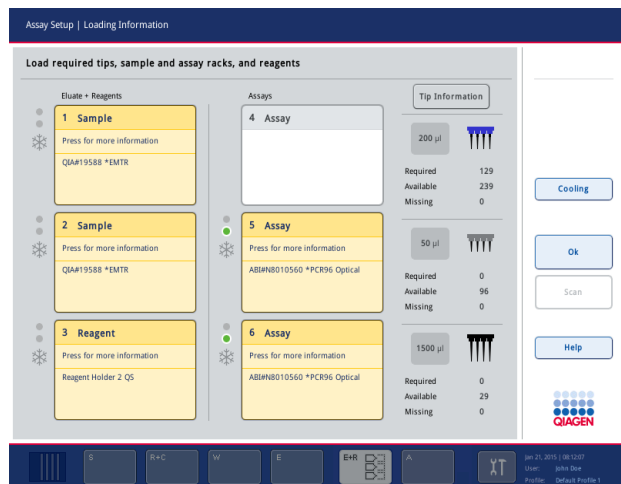 Assay Setup | Loading Information
Load required tips, sample and assay racks, and reagents
Eluate + Reagents
Assays
Tip Information
1 Sample
Press for more information
QIA#19588 *EMTR
4 Assay
200 µl
Required 129
Available 239
Missing 0
2 Sample
Press for more information
QIA#19588 *EMTR
5 Assay
Press for more information
ABI#N8010560 *PCR96 Optical
50 µl
Required 0
Available 96
Missing 0
3 Reagent
Press for more information
Reagent Holder 2 QS
6 Assay
Press for more information
ABI#N8010560 *PCR96 Optical
1500 µl
Required 0
Available 29
Missing 0
Cooling
Ok
Scan
Help
QIAGEN
S
R+C
W
E
E+R
A
Jan 21, 2015 | 08:12:07
User: John Doe
Profile: Default Profile 1